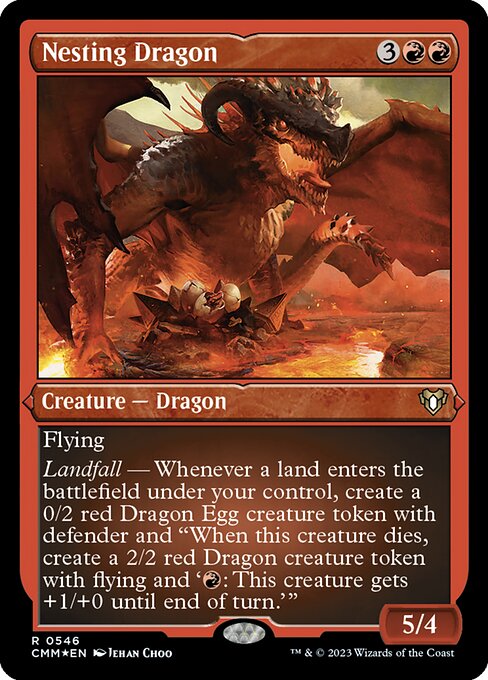 Nesting Dragon 3
Creature — Dragon
Flying
Landfall — Whenever a land enters the
battlefield under your control, create a
0/2 red Dragon Egg creature token with
defender and “When this creature dies,
create a 2/2 red Dragon creature token
with flying and ‘: This creature gets
+1/+0 until end of turn.’”
5/4
R 0546
CMM★EN Jehan Choo
™ & © 2023 Wizards of the Coast